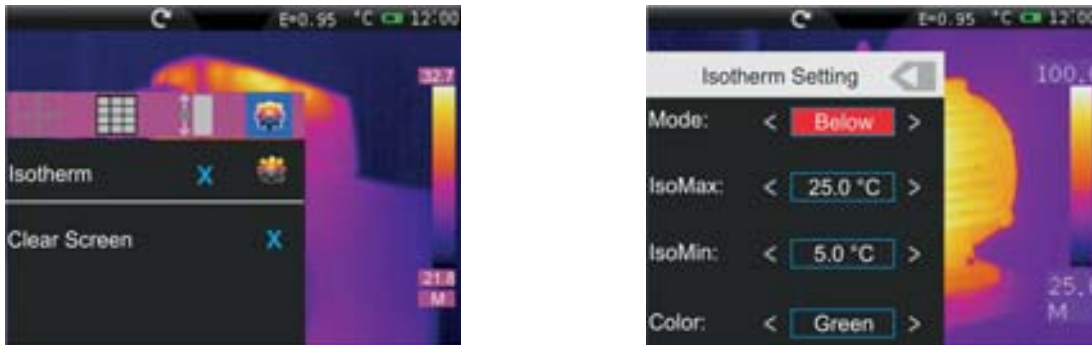 E=0.95 °C 12:00
32.7
Isotherm X
Clear Screen X
21.8
M
E=0.95 °C 12:00
Isotherm Setting
100.
Mode: < Below >
IsoMax: < 25.0 °C >
IsoMin: < 5.0 °C >
25.
M
Color: < Green >